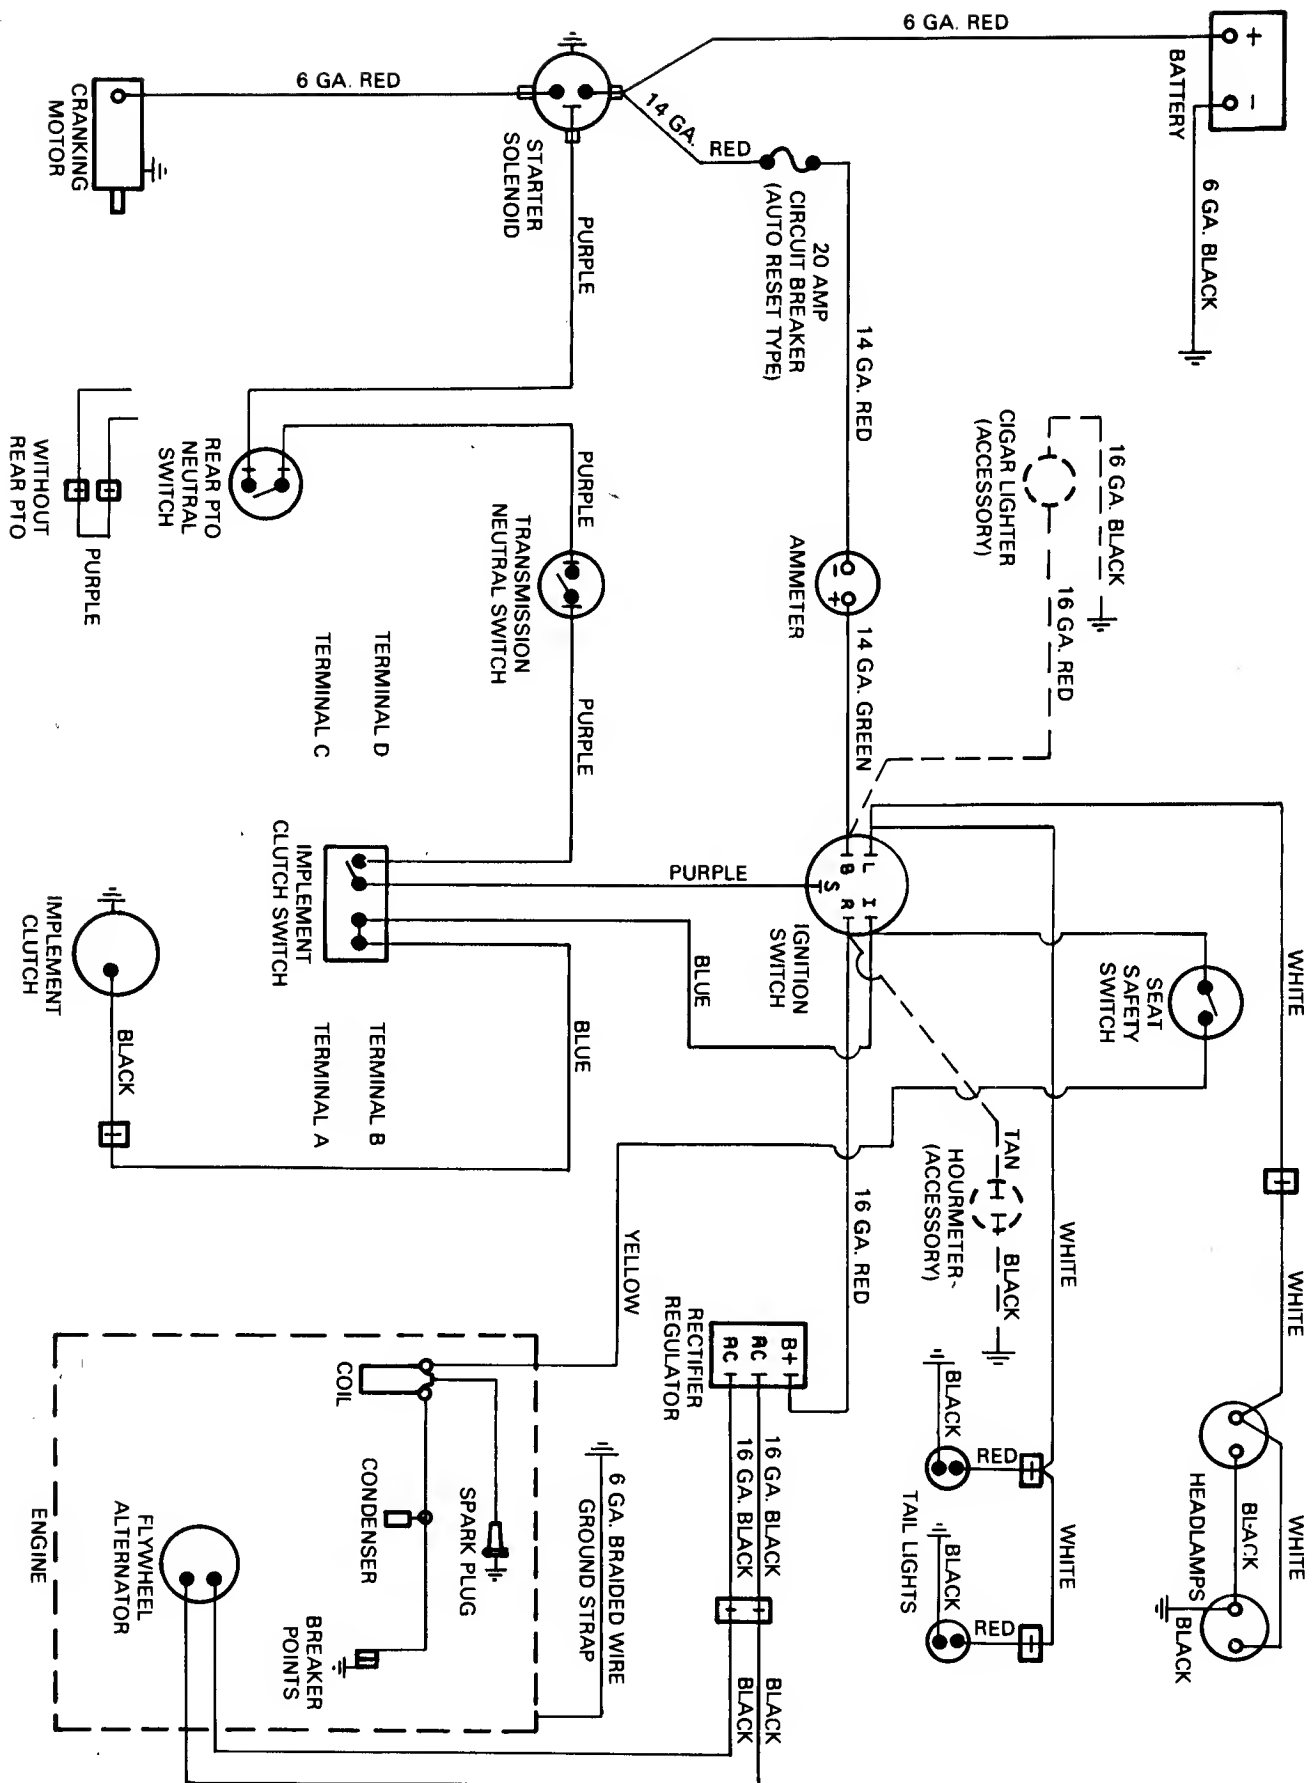 6 GA. RED
+
-
BATTERY
6 GA. BLACK
6 GA. RED
CRANKING
MOTOR
STARTER
SOLENOID
14 GA.
RED
20 AMP
CIRCUIT BREAKER
(AUTO RESET TYPE)
PURPLE
14 GA. RED
CIGAR LIGHTER
(ACCESSORY)
16 GA. BLACK
16 GA. RED
REAR PTO
NEUTRAL
SWITCH
WITHOUT
REAR PTO
PURPLE
PURPLE
TRANSMISSION
NEUTRAL SWITCH
AMMETER
-
+
14 GA. GREEN
TERMINAL D
TERMINAL C
PURPLE
IMPLEMENT
CLUTCH SWITCH
PURPLE
L
B
S
I
R
IGNITION
SWITCH
SEAT
SAFETY
SWITCH
WHITE
IMPLEMENT
CLUTCH
BLACK
BLUE
BLUE
TERMINAL B
TERMINAL A
TAN
HOURMETER-
(ACCESSORY)
BLACK
16 GA. RED
YELLOW
WHITE
WHITE
RECTIFIER
REGULATOR
B+
AC
AC
16 GA. BLACK
16 GA. BLACK
BLACK
RED
BLACK
RED
TAIL LIGHTS
WHITE
HEADLAMPS
BLACK
WHITE
BLACK
COIL
CONDENSER
SPARK PLUG
6 GA. BRAIDED WIRE
GROUND STRAP
BREAKER
POINTS
FLYWHEEL
ALTERNATOR
ENGINE
BLACK
BLACK